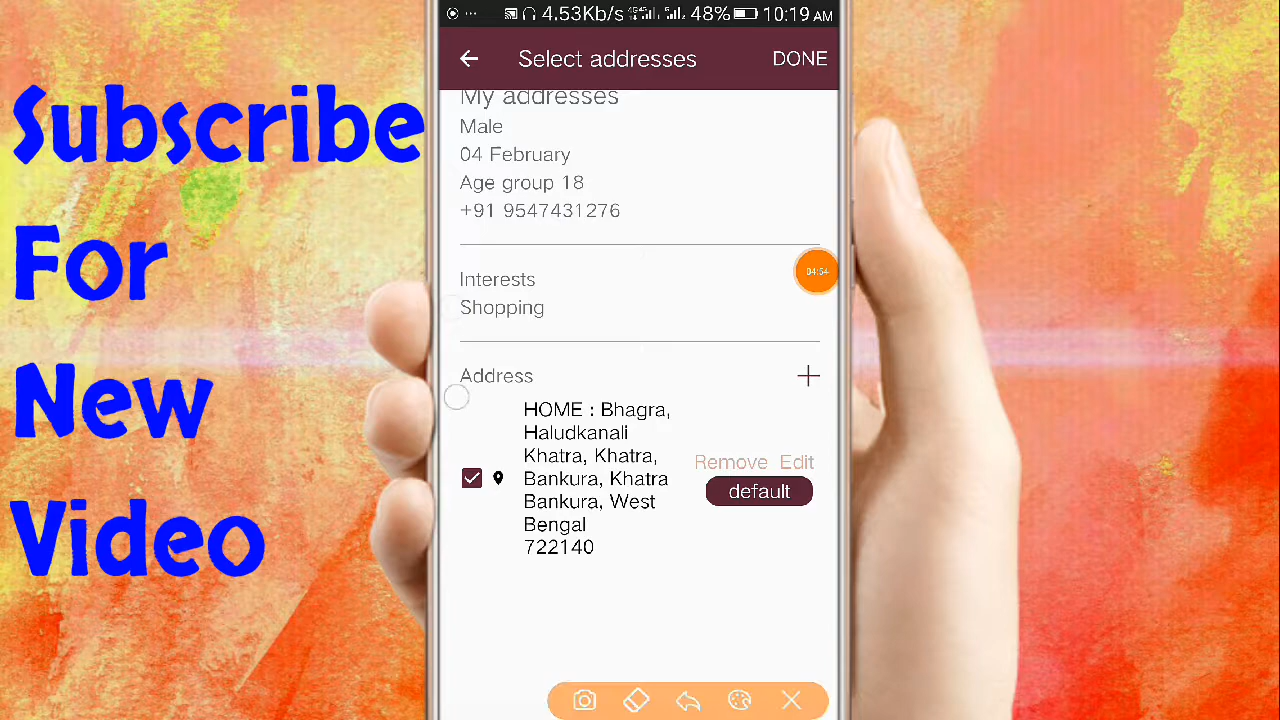 Subscribe
For
New
Video
4.53Kb/s 48% 10:19 AM
Select addresses DONE
My addresses
Male
04 February
Age group 18
+91 9547431276
04:54
Interests
Shopping
Address
HOME : Bhagra,
Haludkanali
Khatra, Khatra,
Bankura, Khatra
Bankura, West
Bengal
722140
Remove Edit
default